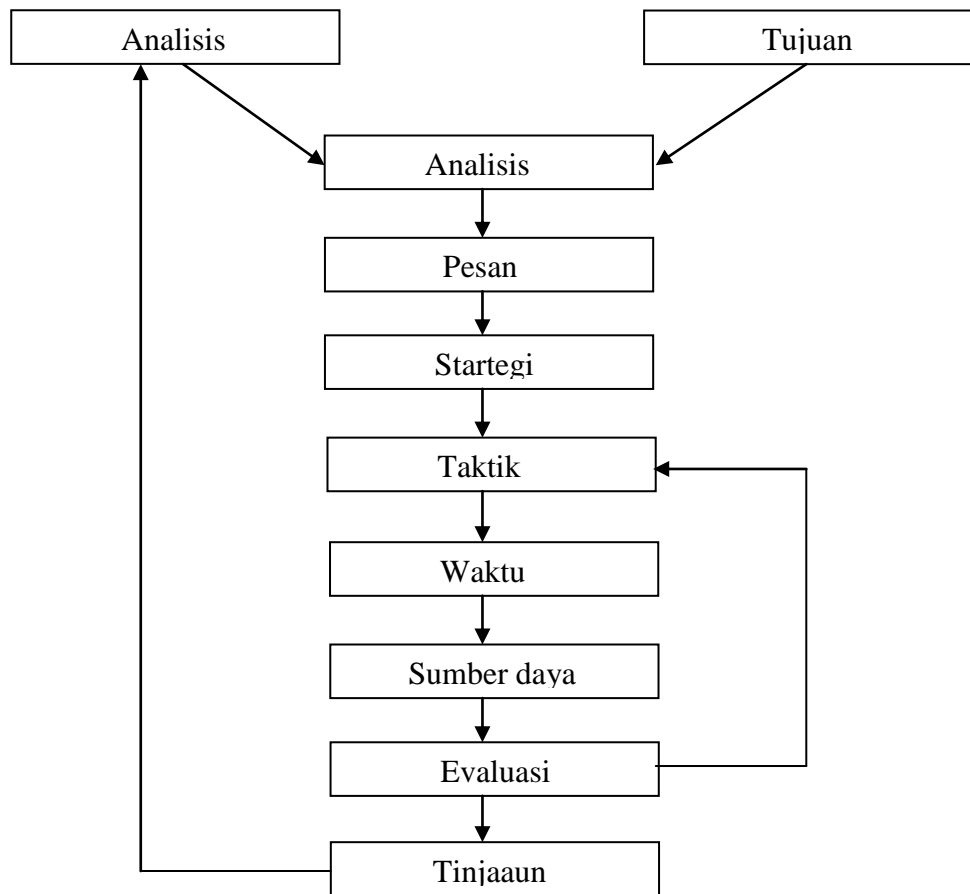 Analisis
Tujuan
Analisis
Pesan
Startegi
Taktik
Waktu
Sumber daya
Evaluasi
Tinjaaun